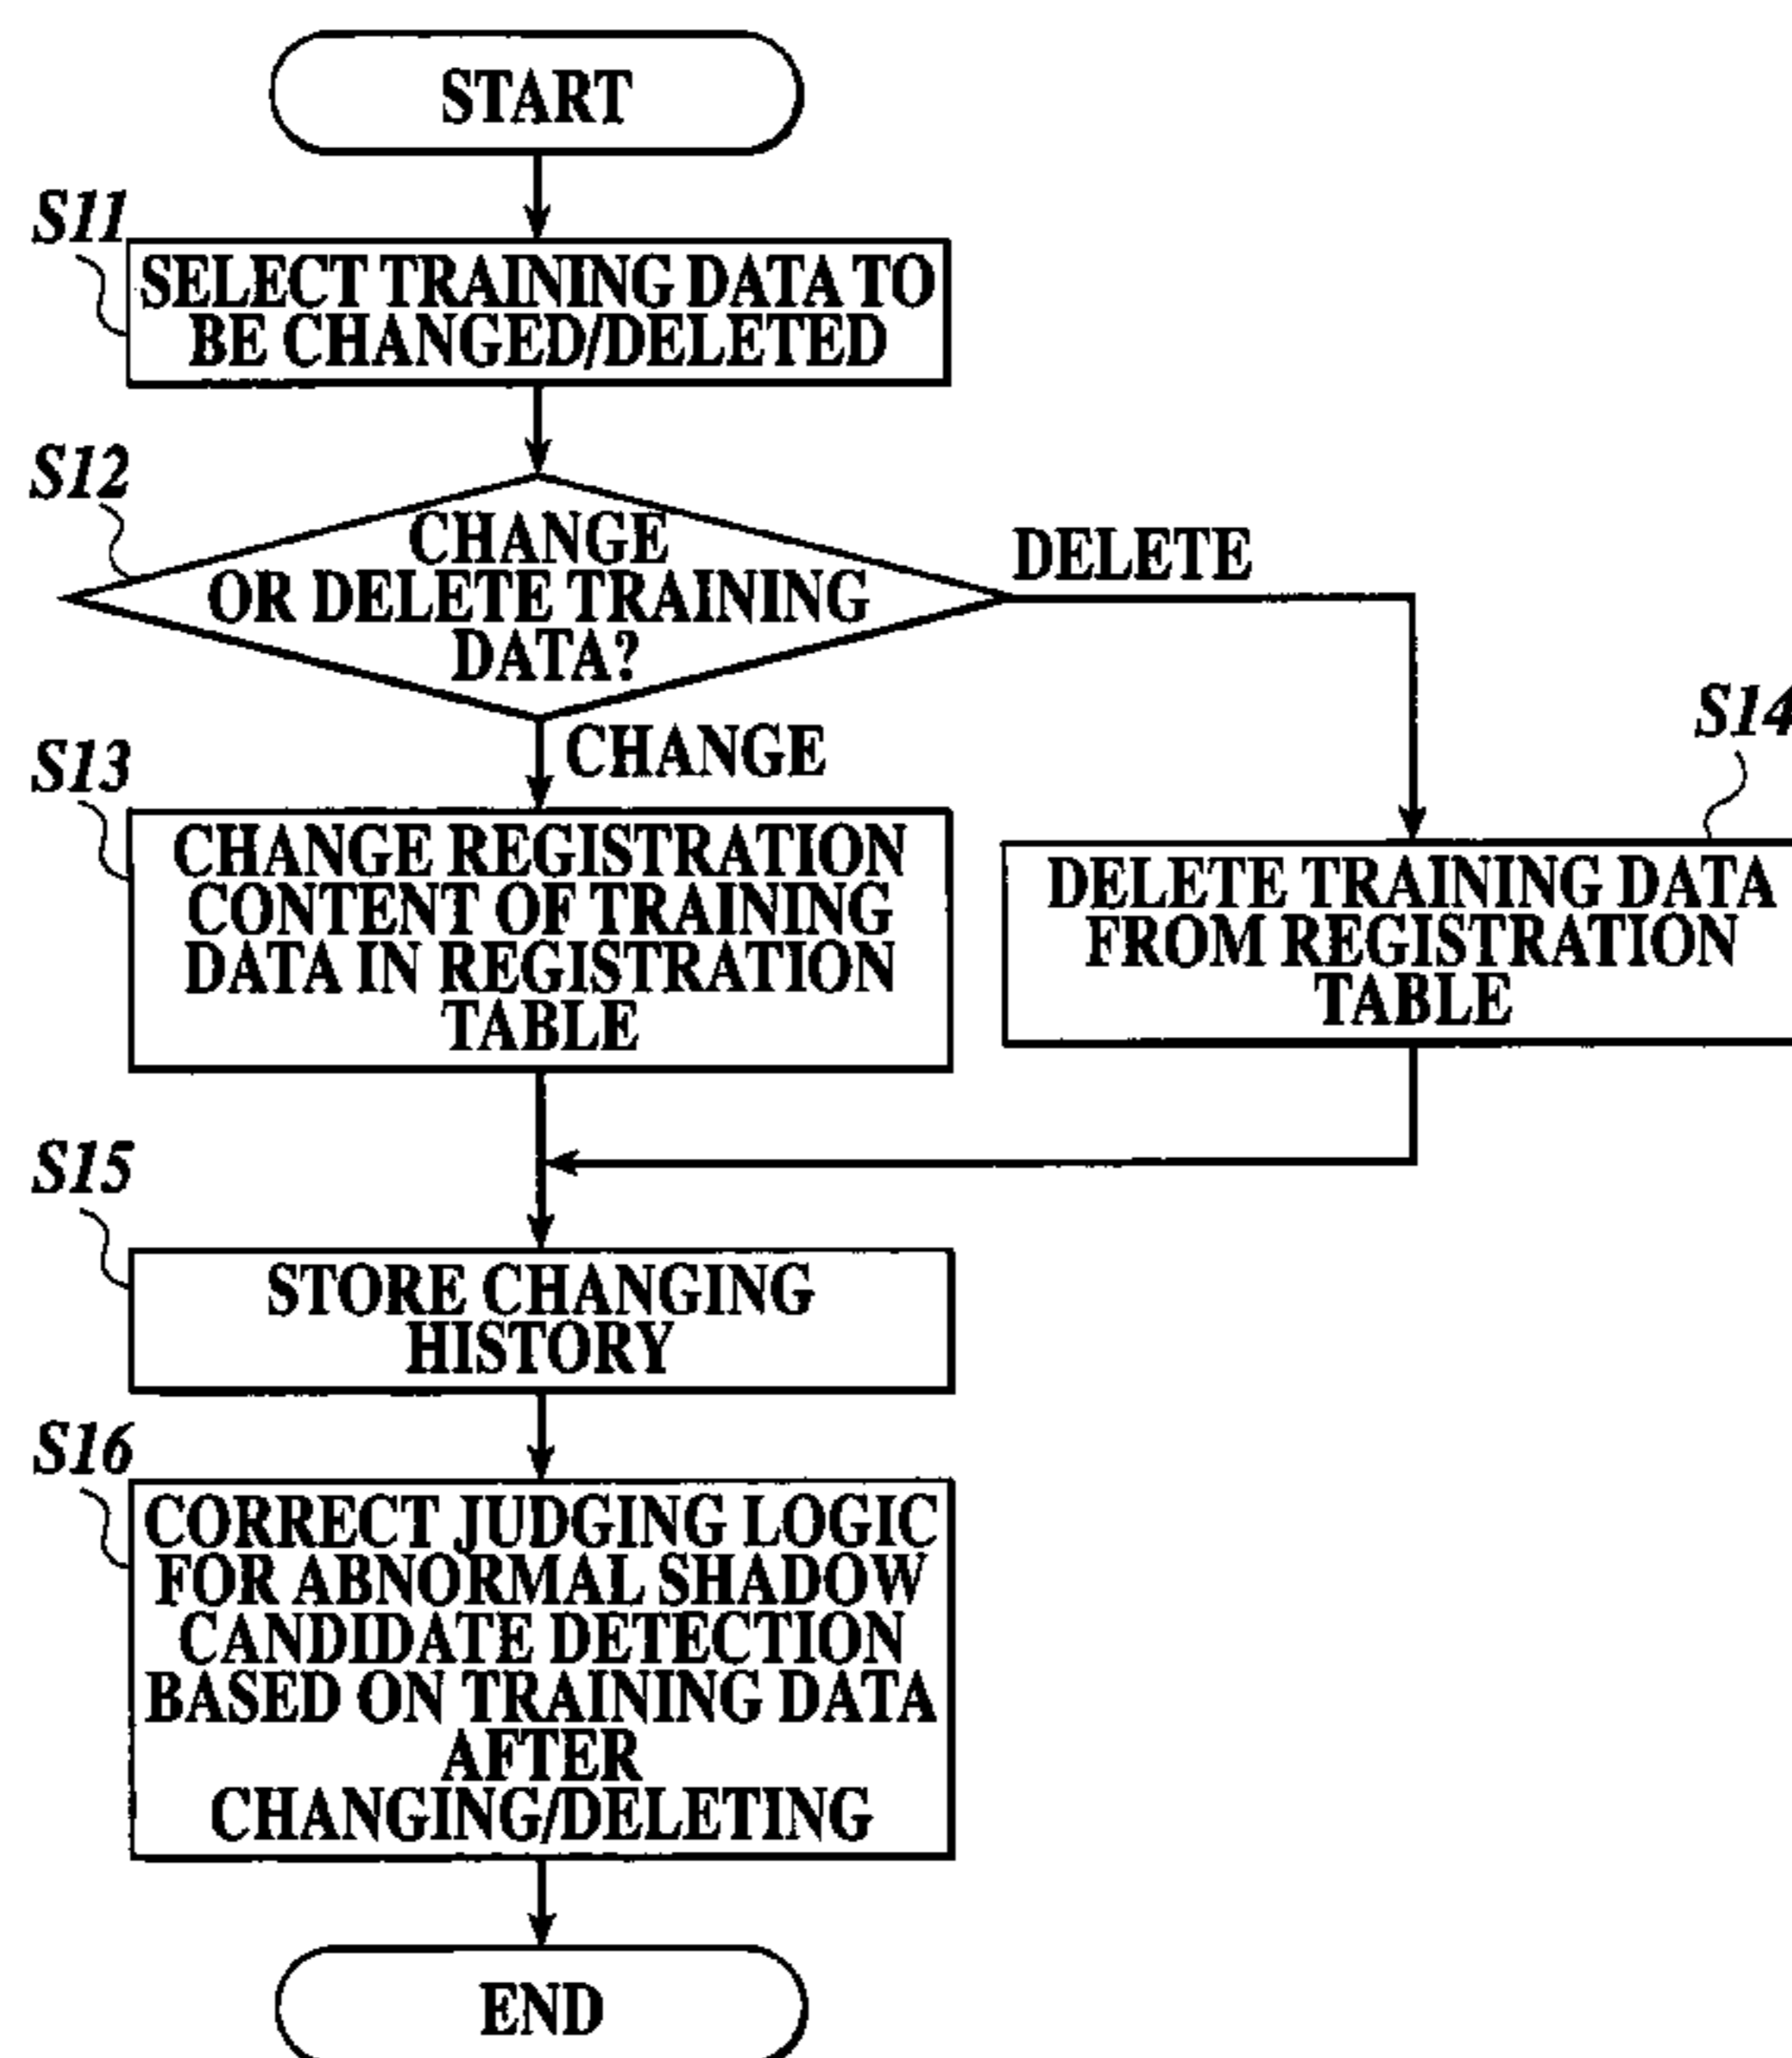 START
S11
SELECT TRAINING DATA TO
BE CHANGED/DELETED
S12
CHANGE
OR DELETE TRAINING
DATA?
DELETE
CHANGE
S13
CHANGE REGISTRATION
CONTENT OF TRAINING
DATA IN REGISTRATION
TABLE
S14
DELETE TRAINING DATA
FROM REGISTRATION
TABLE
S15
STORE CHANGING
HISTORY
S16
CORRECT JUDGING LOGIC
FOR ABNORMAL SHADOW
CANDIDATE DETECTION
BASED ON TRAINING DATA
AFTER
CHANGING/DELETING
END